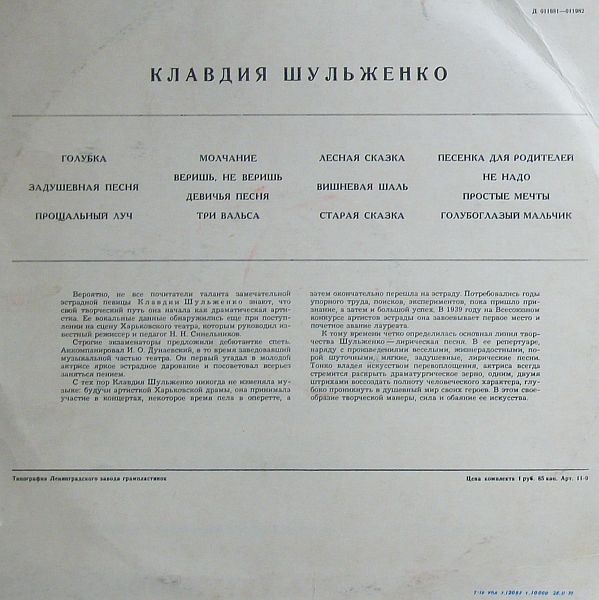 Д 011081—011082
КЛАВДИЯ ШУЛЬЖЕНКО
ГОЛУБКА
ЗАДУШЕВНАЯ ПЕСНЯ
ПРОЩАЛЬНЫЙ ЛУЧ
МОЛЧАНИЕ
ВЕРИШЬ, НЕ ВЕРИШЬ
ДЕВИЧЬЯ ПЕСНЯ
ТРИ ВАЛЬСА
ЛЕСНАЯ СКАЗКА
ВИШНЕВАЯ ШАЛЬ
СТАРАЯ СКАЗКА
ПЕСЕНКА ДЛЯ РОДИТЕЛЕЙ
НЕ НАДО
ПРОСТЫЕ МЕЧТЫ
ГОЛУБОГЛАЗЫЙ МАЛЬЧИК
Вероятно, не все почитатели таланта замечательной
эстрадной певицы Клавдии Шульженко знают, что
свой творческий путь она начала как драматическая арти-
стка. Ее вокальные данные обнаружились еще при поступ-
лении на сцену Харьковского театра, которым руководил из-
вестный режиссер и педагог Н. Н. Синельников.
Строгие экзаменаторы предложили дебютантке спеть.
Аккомпанировал И. О. Дунаевский, в то время заведовавший
музыкальной частью театра. Он первый угадал в молодой
актрисе яркое эстрадное дарование и посоветовал всерьез
заняться пением.
С тех пор Клавдия Шульженко никогда не изменяла му-
зыке: будучи артисткой Харьковской драмы, она принимала
участие в концертах, некоторое время пела в оперетте, а
затем окончательно перешла на эстраду. Потребовались годы
упорного труда, поисков, экспериментов, пока пришло приз-
нание, а затем и большой успех. В 1939 году на Всесоюзном
конкурсе артистов эстрады она завоевывает первое место и
почетное звание лауреата.
К тому времени четко определилась основная линия твор-
чества Шульженко — лирическая песня. В ее репертуаре,
наряду с произведениями веселыми, жизнерадостными, по-
рой шуточными, мягкие, задушевные, лирические песни.
Тонко владея искусством перевоплощения, актриса всегда
стремится раскрыть драматургическое зерно, одним, двумя
штрихами воссоздать полноту человеческого характера, глу-
боко проникнуть в душевный мир своих героев. В этом свое-
образие творческой манеры, сила и обаяние ее искусства.
Типография Ленинградского завода грампластинок
Цена комплекта 1 руб. 85 коп. Арт. 11-9